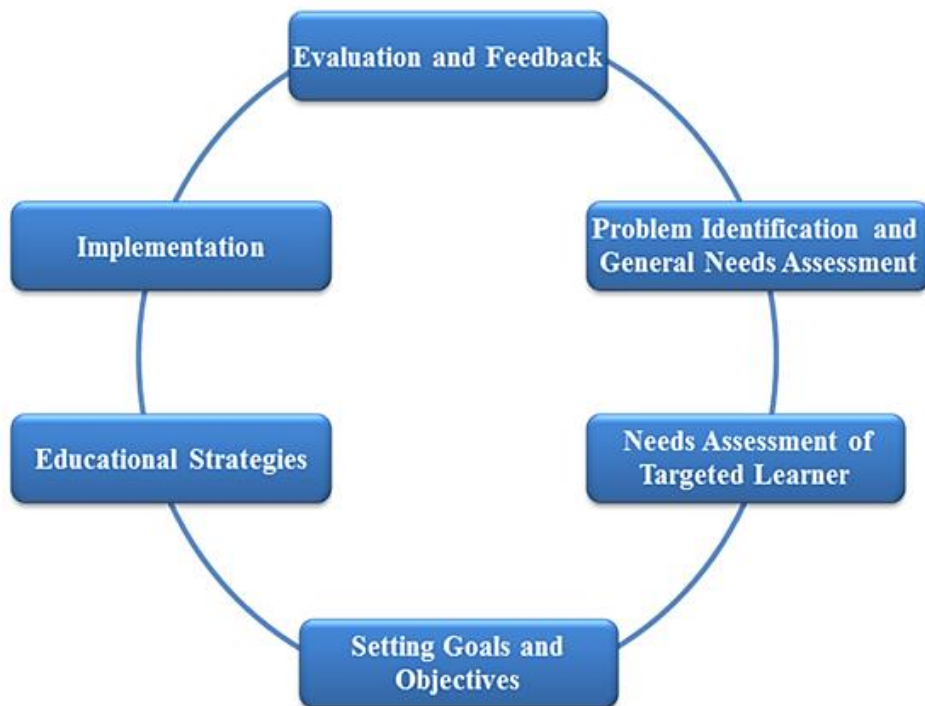 Evaluation and Feedback
Problem Identification and
General Needs Assessment
Needs Assessment of
Targeted Learner
Setting Goals and
Objectives
Educational Strategies
Implementation